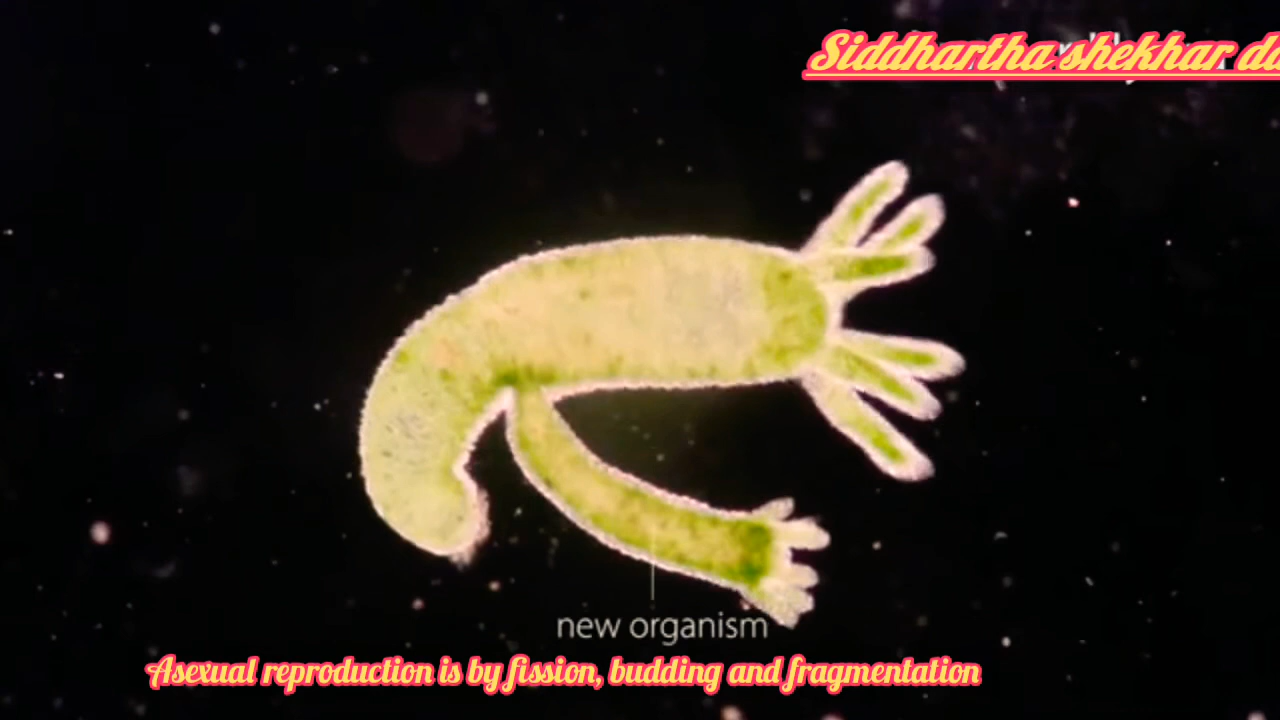 Siddhartha shekhar
new organism
Asexual reproduction is by fission, budding and fragmentation